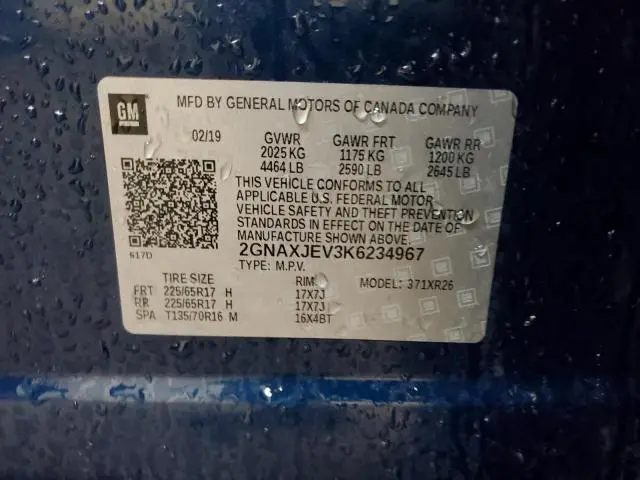 GM
MFD BY GENERAL MOTORS OF CANADA COMPANY
02/19 GVWR GAWR FRT GAWR RR
2025 KG 1175 KG 1200 KG
4464 LB 2590 LB 2645 LB
THIS VEHICLE CONFORMS TO ALL
APPLICABLE U.S. FEDERAL MOTOR
VEHICLE SAFETY AND THEFT PREVENTION
STANDARDS IN EFFECT ON THE DATE OF
MANUFACTURE SHOWN ABOVE.
617D 2GNAXJEV3K6234967
TYPE: M.P.V.
TIRE SIZE RIM MODEL: 371XR26
FRT 225/65R17 H 17X7J
RR 225/65R17 H 17X7J
SPA T135/70R16 M 16X4BT